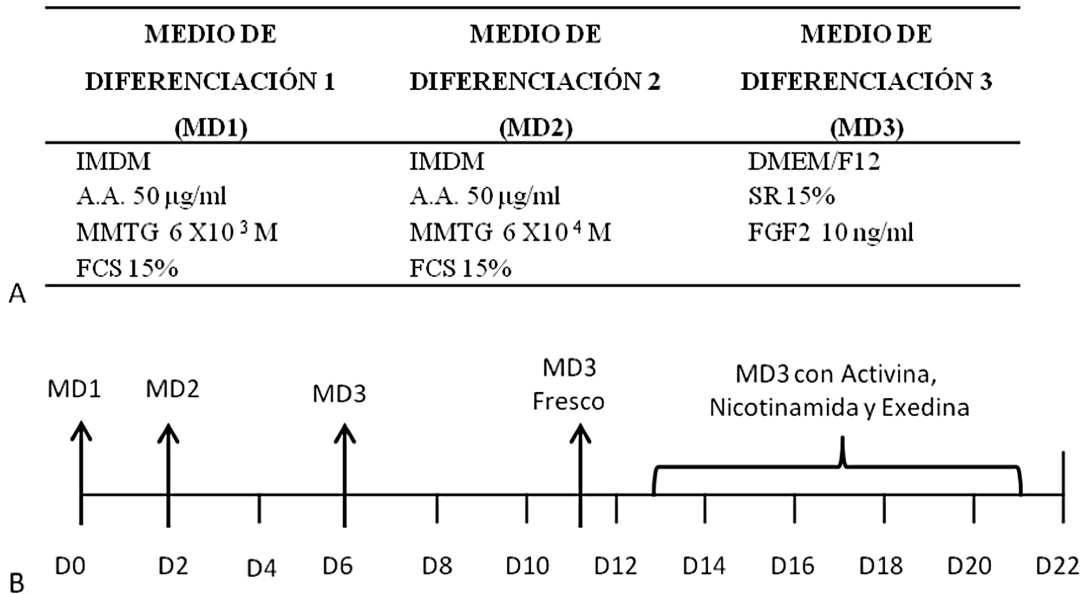 MEDIO DE DIFERENCIACIÓN 1 (MD1)
MEDIO DE DIFERENCIACIÓN 2 (MD2)
MEDIO DE DIFERENCIACIÓN 3 (MD3)
IMDM IMDM DMEM/F12
A.A. 50 µg/ml A.A. 50 µg/ml SR 15%
MMTG 6 X10 ³ M MMTG 6 X10 ⁴ M FGF2 10 ng/ml
FCS 15% FCS 15%
A
MD1 MD2 MD3
MD3
Fresco
MD3 con Activina,
Nicotinamida y Exedina
D0 D2 D4 D6 D8 D10 D12 D14 D16 D18 D20 D22
B